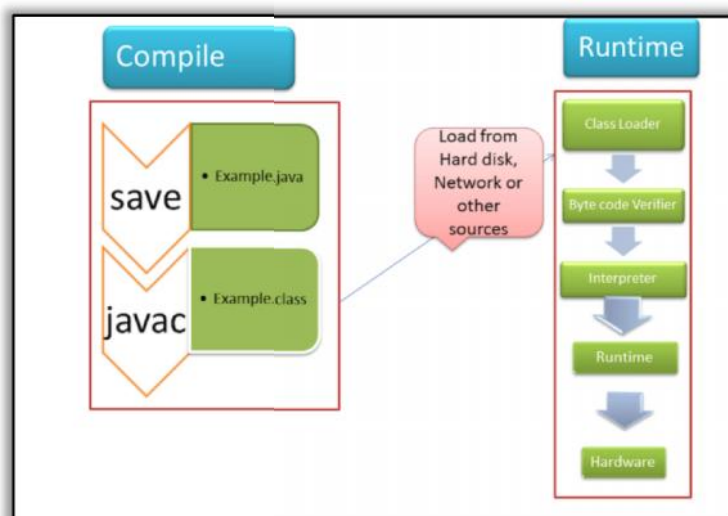 Compile
save
• Example.java
javac
• Example.class
Load from
Hard disk,
Network or
other
sources
Runtime
Class Loader
Byte code Verifier
Interpreter
Runtime
Hardware